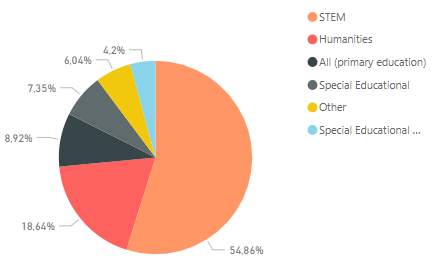 4,2%
6,04%
7,35%
8,92%
18,64%
54,86%
STEM
Humanities
All (primary education)
Special Educational
Other
Special Educational ...